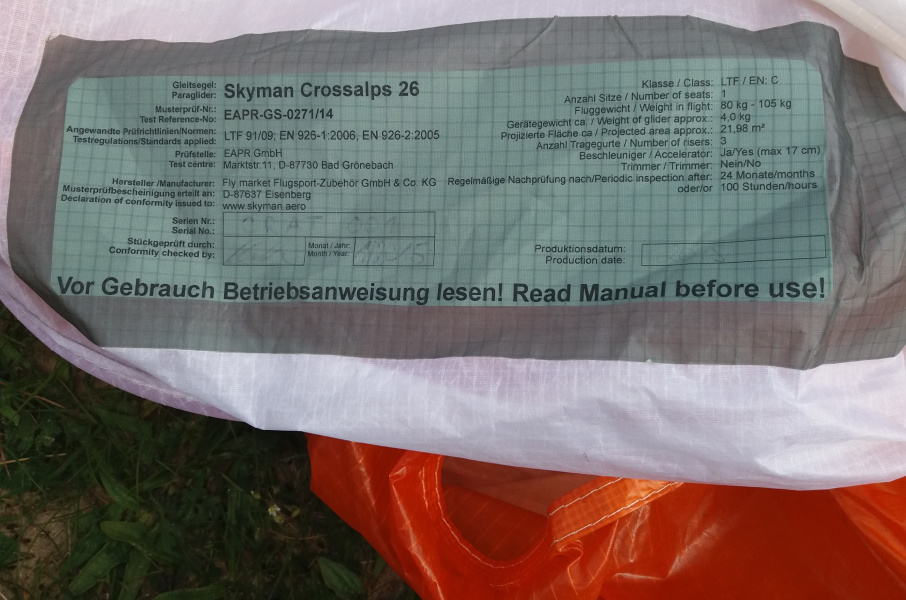 Gleitsegel: Skyman Crossalps 26
Paraglider:
Musterprüf-Nr.: EAPR-GS-0271/14
Test Reference-No:
Angewandte Prüfrichtlinien/Normen: LTF 91/09; EN 926-1:2006, EN 926-2:2005
Testregulations/Standards applied:
Prüfstelle: EAPR GmbH
Test centre: Marktstr.11, D-87730 Bad Grönebach
Hersteller /Manufacturer: Fly market Flugsport-Zubehör GmbH & Co. KG
Musterprüfbescheinigung erteilt an: D-87637 Eisenberg
Declaration of conformity issued to: www.skyman.aero
Serien Nr.:
Serial No.:
Stückgeprüft durch: Monat / Jahr:
Conformity checked by: Month / Year:
Klasse / Class: LTF / EN: C
Anzahl Sitze / Number of seats: 1
Fluggewicht / Weight in flight: 80 kg - 105 kg
Gerätegewicht ca. / Weight of glider approx.: 4,0 kg
Projizierte Fläche ca / Projected area approx.: 21,98 m²
Anzahl Tragegurte / Number of risers: 3
Beschleuniger / Accelerator: Ja/Yes (max 17 cm)
Trimmer / Trimmer: Nein/No
Regelmäßige Nachprüfung nach/Periodic inspection after: 24 Monate/months
oder/or 100 Stunden/hours
Produktionsdatum:
Production date:
Vor Gebrauch Betriebsanweisung lesen! Read Manual before use!